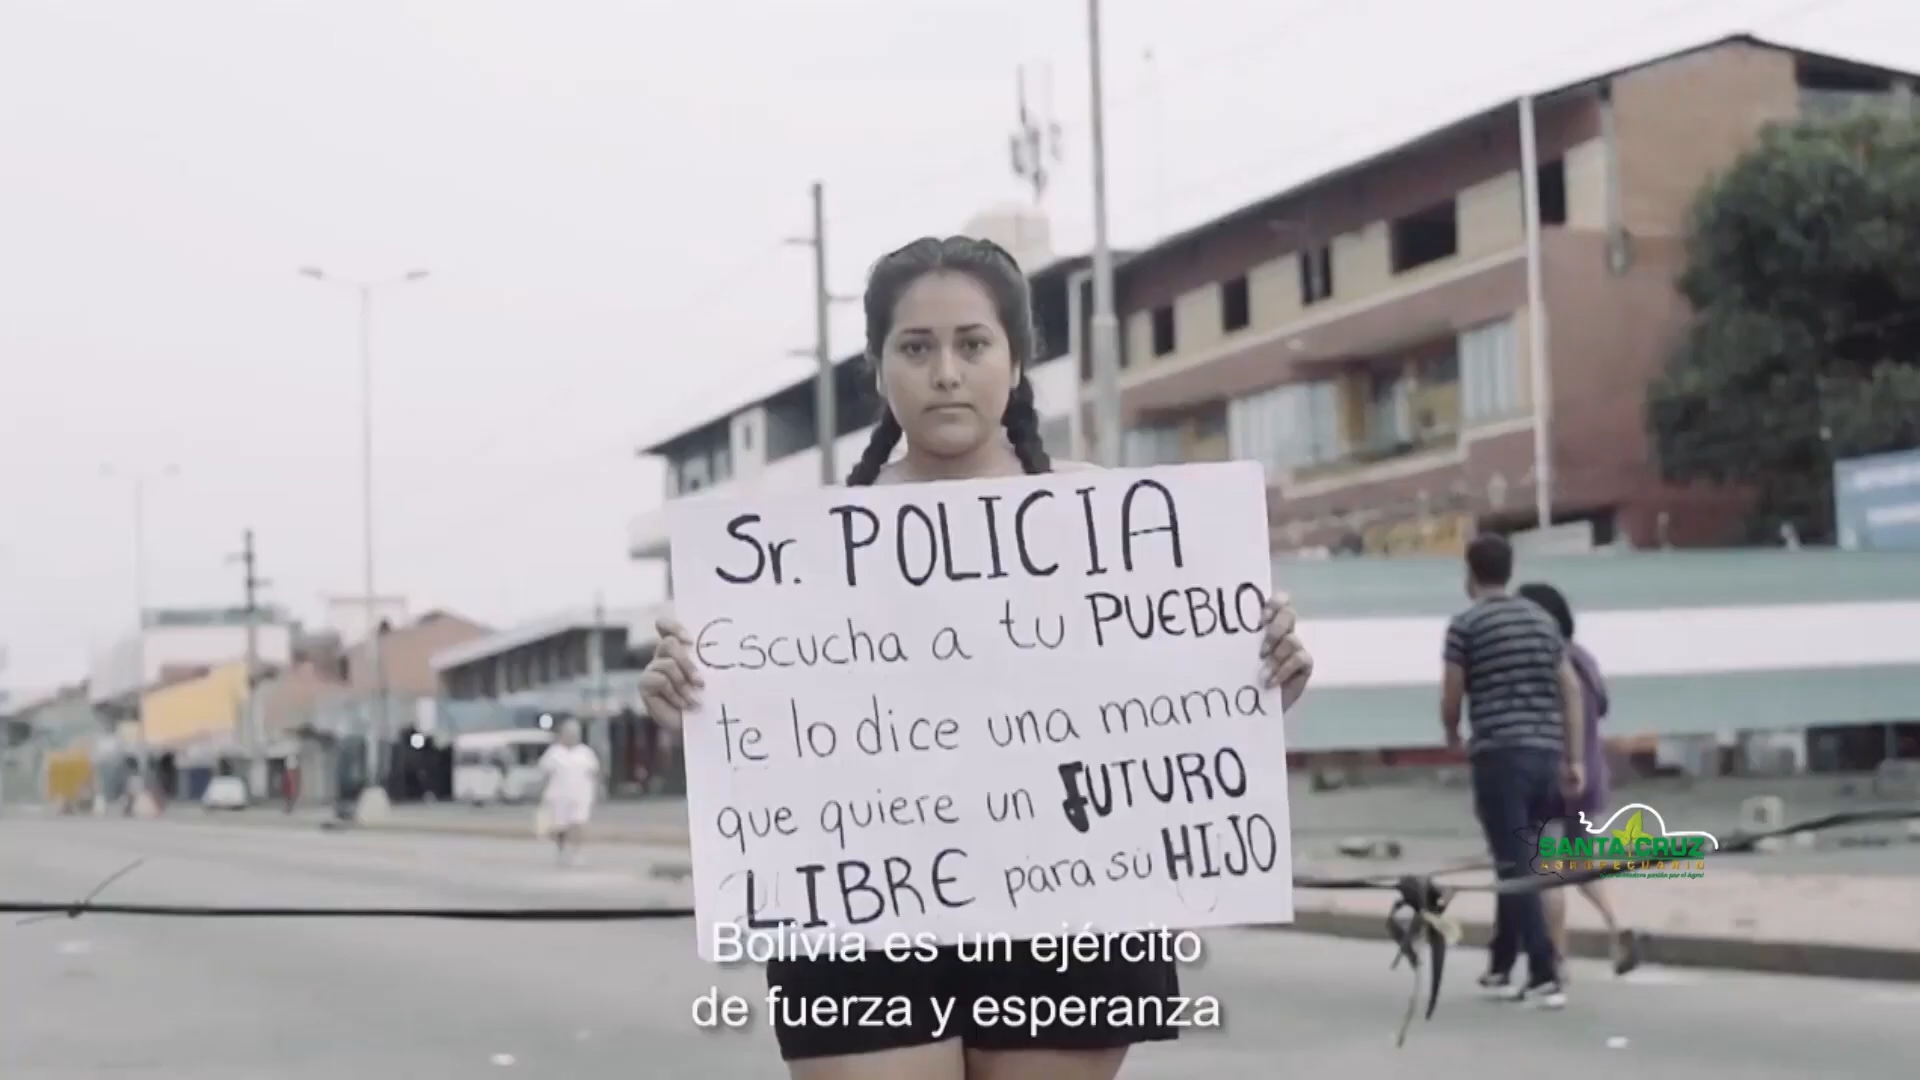 Sr. POLICIA
Escucha a tu PUEBLO
te lo dice una mama
que quiere un FUTURO
LIBRE para su HIJO
Bolivia es un ejército
de fuerza y esperanza
SANTA CRUZ
AGROPECUARIO